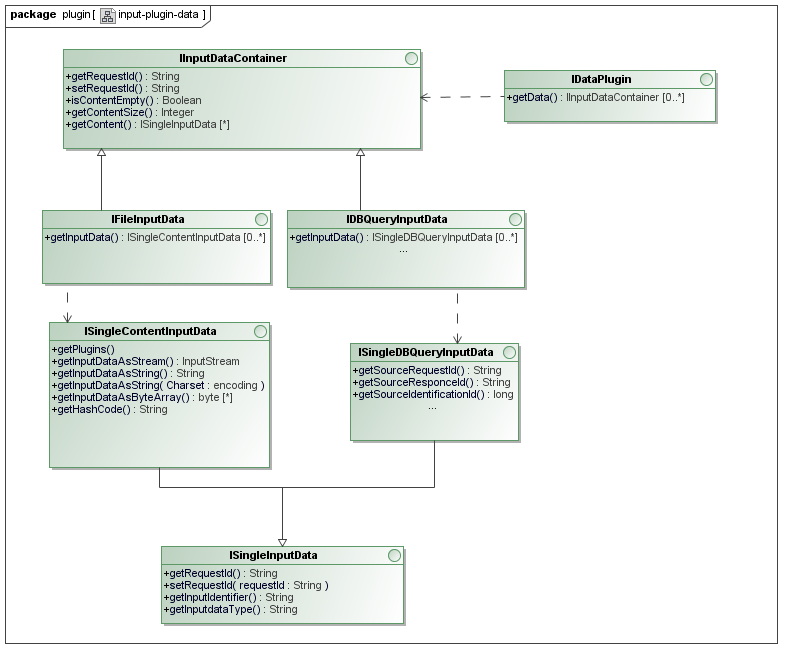 package plugin [ input-plugin-data ]
IInputDataContainer
+getRequestId() : String
+setRequestId() : String
+isContentEmpty() : Boolean
+getContentSize() : Integer
+getContent() : ISingleInputData [*]
IDataPlugin
+getData() : IInputDataContainer [0..*]
IFileInputData
+getInputData() : ISingleContentInputData [0..*]
IDBQueryInputData
+getInputData() : ISingleDBQueryInputData [0..*]
...
ISingleContentInputData
+getPlugins()
+getInputDataAsStream() : InputStream
+getInputDataAsString() : String
+getInputDataAsString( Charset : encoding )
+getInputDataAsByteArray() : byte [*]
+getHashCode() : String
ISingleDBQueryInputData
+getSourceRequestId() : String
+getSourceResponceId() : String
+getSourceIdentificationId() : long
...
ISingleInputData
+getRequestId() : String
+setRequestId( requestId : String )
+getInputIdentifier() : String
+getInputdataType() : String